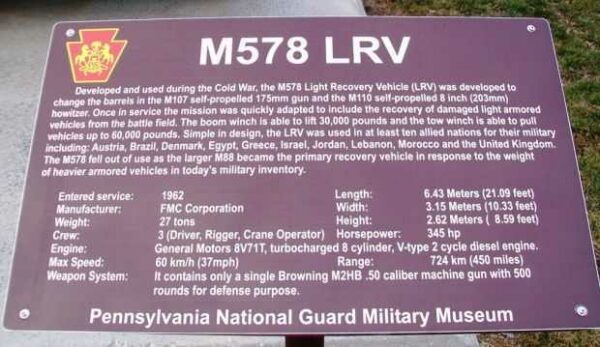 M578 LRV
Developed and used during the Cold War, the M578 Light Recovery Vehicle (LRV) was developed to
change the barrels in the M107 self-propelled 175mm gun and the M110 self-propelled 8 inch (203mm)
howitzer. Once in service the mission was quickly adapted to include the recovery of damaged light armored
vehicles from the battle field. The boom winch is able to lift 30,000 pounds and the tow winch is able to pull
vehicles up to 60,000 pounds. Simple in design, the LRV was used in at least ten allied nations for their military
including: Austria, Brazil, Denmark, Egypt, Greece, Israel, Jordan, Lebanon, Morocco and the United Kingdom.
The M578 fell out of use as the larger M88 became the primary recovery vehicle in response to the weight
of heavier armored vehicles in today's military inventory.
Entered service: 1962 Length: 6.43 Meters (21.09 feet)
Manufacturer: FMC Corporation Width: 3.15 Meters (10.33 feet)
Weight: 27 tons Height: 2.62 Meters ( 8.59 feet)
Crew: 3 (Driver, Rigger, Crane Operator) Horsepower: 345 hp
Engine: General Motors 8V71T, turbocharged 8 cylinder, V-type 2 cycle diesel engine.
Max Speed: 60 km/h (37mph) Range: 724 km (450 miles)
Weapon System: It contains only a single Browning M2HB .50 caliber machine gun with 500
rounds for defense purpose.
Pennsylvania National Guard Military Museum